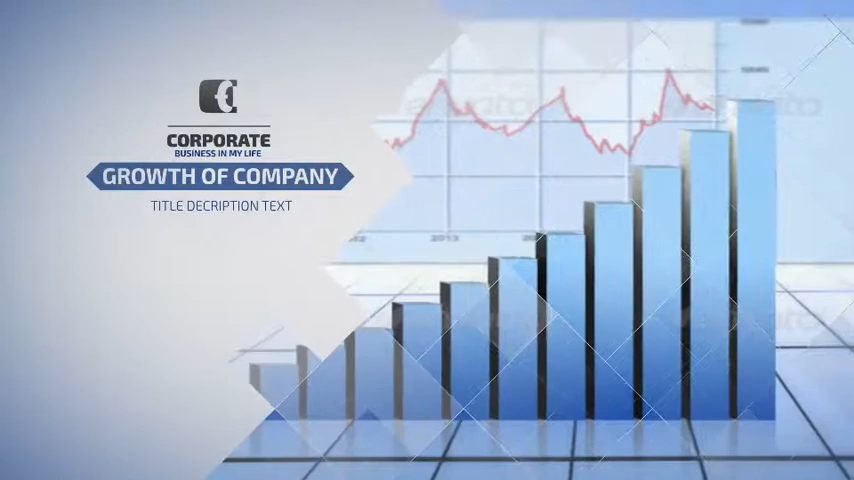 CORPORATE
BUSINESS IN MY LIFE
GROWTH OF COMPANY
TITLE DECRIPTION TEXT
2013